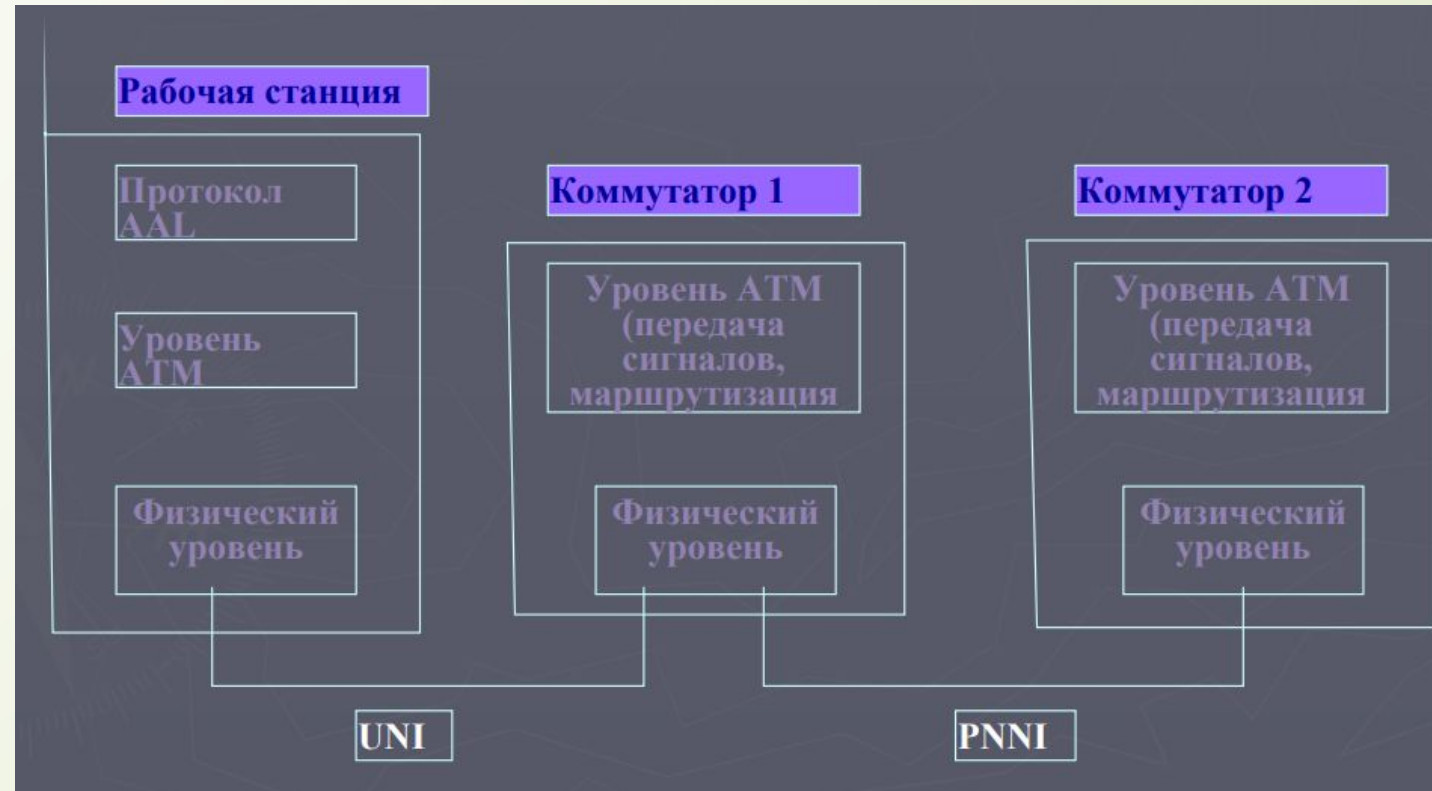 Рабочая станция
Протокол
AAL
Уровень
АТМ
Физический
уровень
Коммутатор 1
Уровень АТМ
(передача
сигналов,
маршрутизация
Физический
уровень
Коммутатор 2
Уровень АТМ
(передача
сигналов,
маршрутизация
Физический
уровень
UNI
PNNI